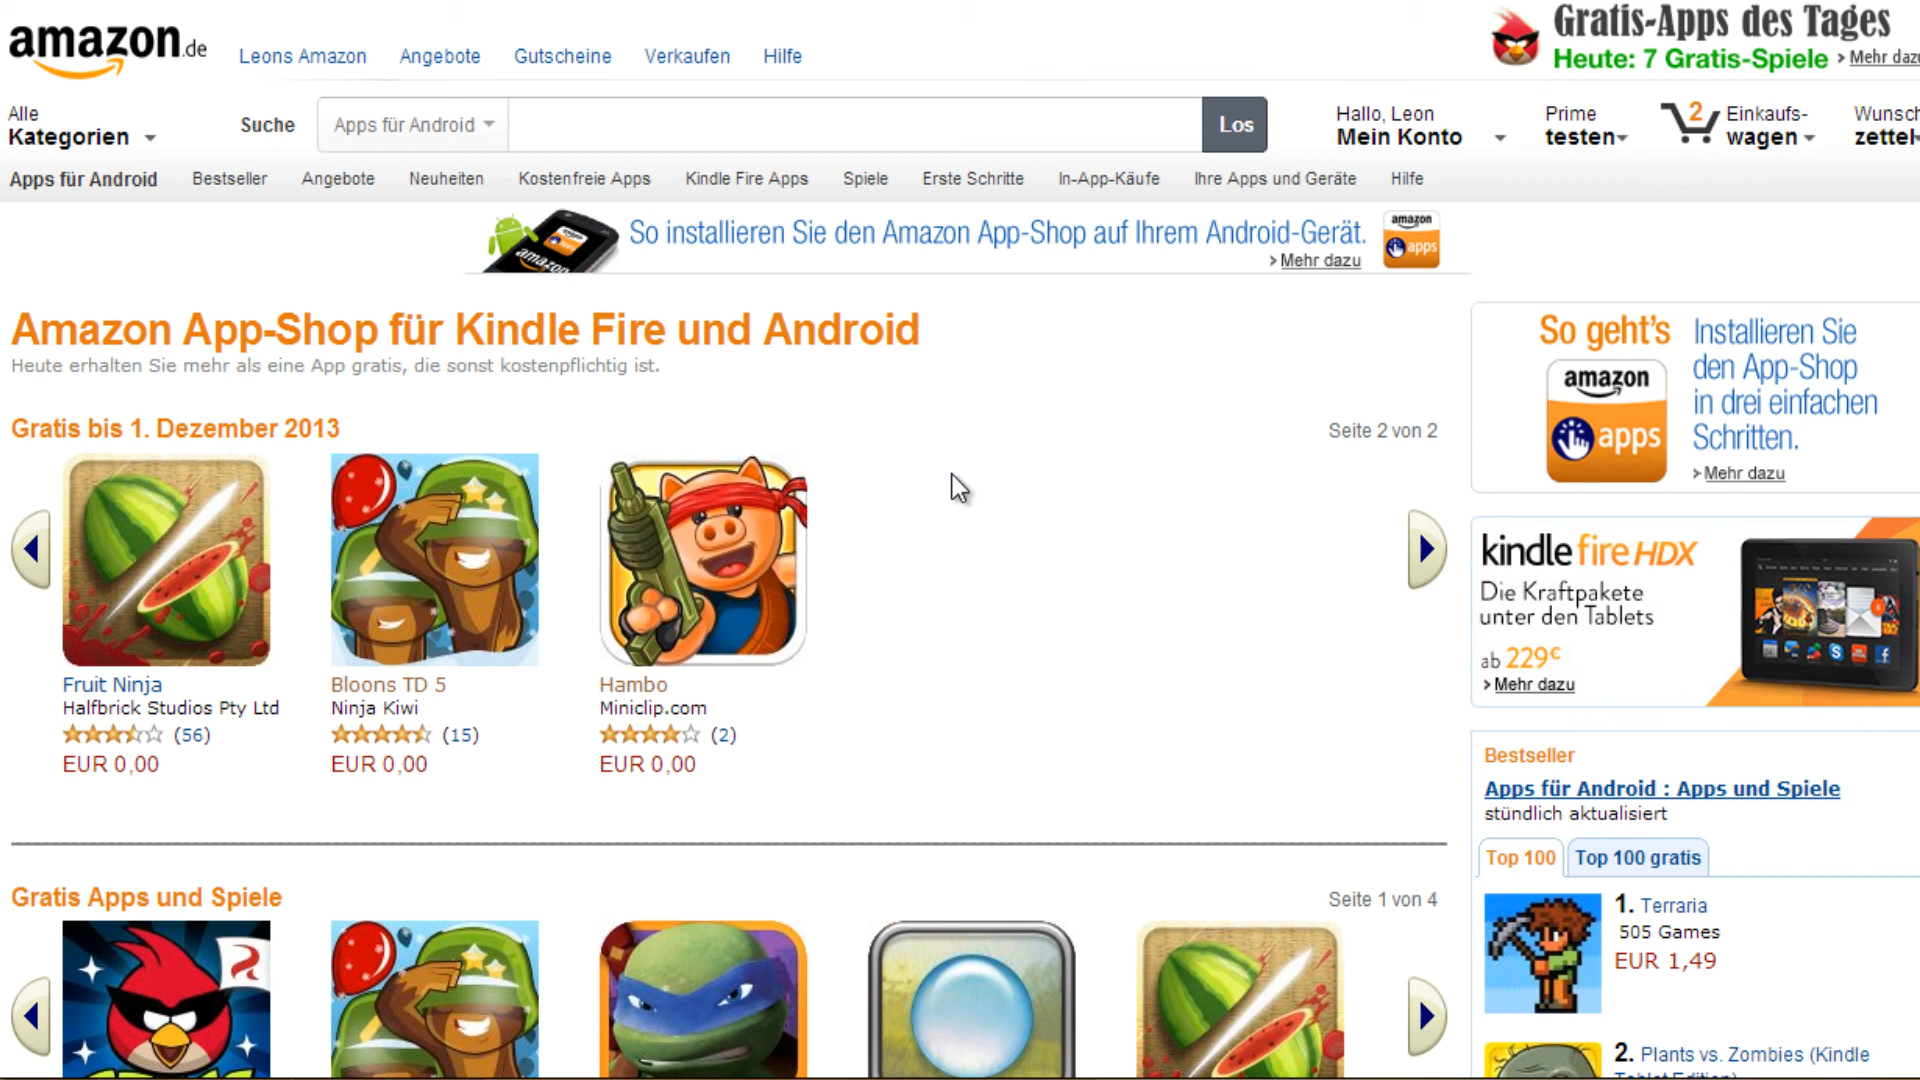 amazon.de
Leons Amazon Angebote Gutscheine Verkaufen Hilfe
Gratis-Apps des Tages
Heute: 7 Gratis-Spiele > Mehr dazu
Alle
Kategorien
Suche Apps für Android Los
Hallo, Leon
Mein Konto
Prime
testen
2 Einkaufs-
wagen
Wunsch
zettel
Apps für Android Bestseller Angebote Neuheiten Kostenfreie Apps Kindle Fire Apps Spiele Erste Schritte In-App-Käufe Ihre Apps und Geräte Hilfe
amazon
So installieren Sie den Amazon App-Shop auf Ihrem Android-Gerät.
> Mehr dazu
amazon
apps
Amazon App-Shop für Kindle Fire und Android
Heute erhalten Sie mehr als eine App gratis, die sonst kostenpflichtig ist.
Gratis bis 1. Dezember 2013
Seite 2 von 2
Fruit Ninja
Halfbrick Studios Pty Ltd
(56)
EUR 0,00
Bloons TD 5
Ninja Kiwi
(15)
EUR 0,00
Hambo
Miniclip.com
(2)
EUR 0,00
Gratis Apps und Spiele
Seite 1 von 4
So geht's
amazon
apps
Installieren Sie
den App-Shop
in drei einfachen
Schritten.
> Mehr dazu
kindle fire HDX
Die Kraftpakete
unter den Tablets
ab 229€
> Mehr dazu
Bestseller
Apps für Android : Apps und Spiele
stündlich aktualisiert
Top 100 Top 100 gratis
1. Terraria
505 Games
EUR 1,49
2. Plants vs. Zombies (Kindle